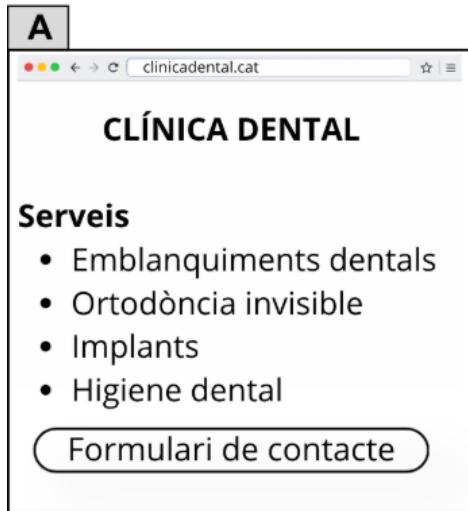 A
clinicadental.cat
CLÍNICA DENTAL
Serveis
• Emblanquiments dentals
• Ortodòncia invisible
• Implants
• Higiene dental
Formulari de contacte